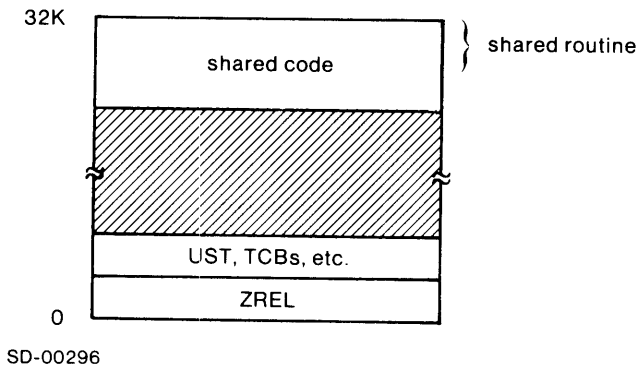 32K
shared code
shared routine
UST, TCBs, etc.
ZREL
0
SD-00296